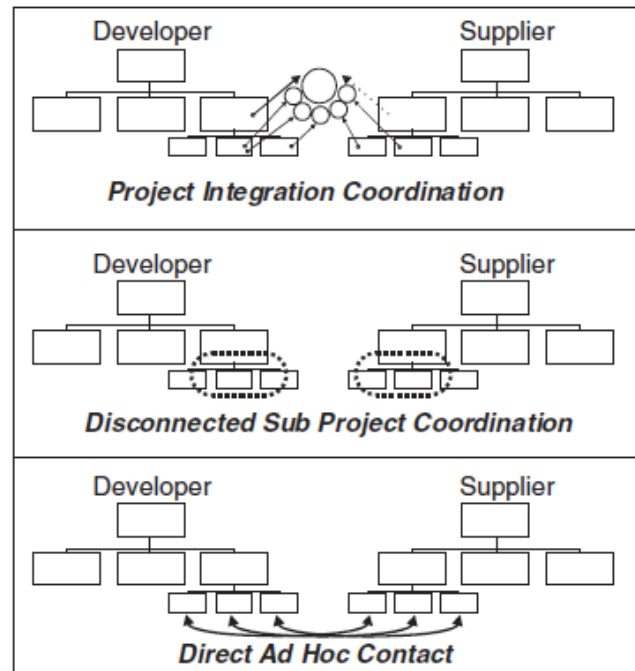 Developer Supplier
Project Integration Coordination
Developer Supplier
Disconnected Sub Project Coordination
Developer Supplier
Direct Ad Hoc Contact